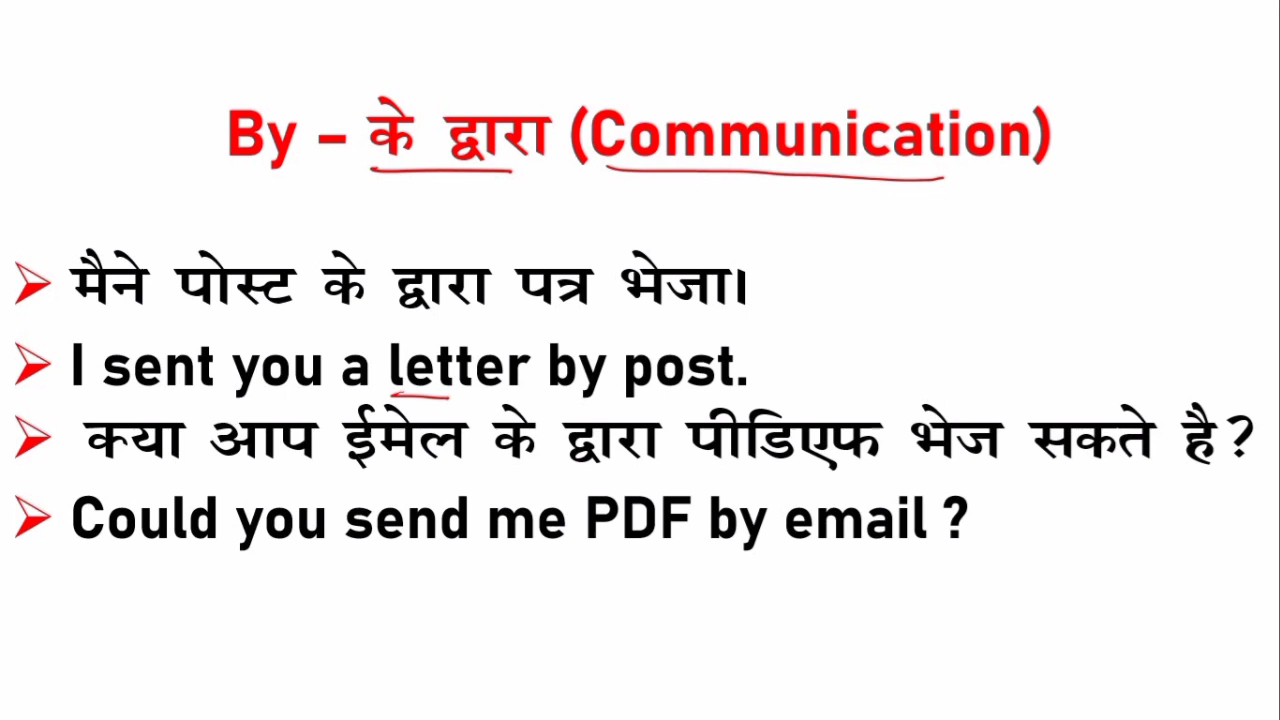 By – के द्वारा (Communication)
मैने पोस्ट के द्वारा पत्र भेजा।
I sent you a letter by post.
क्या आप ईमेल के द्वारा पीडिएफ भेज सकते है?
Could you send me PDF by email ?